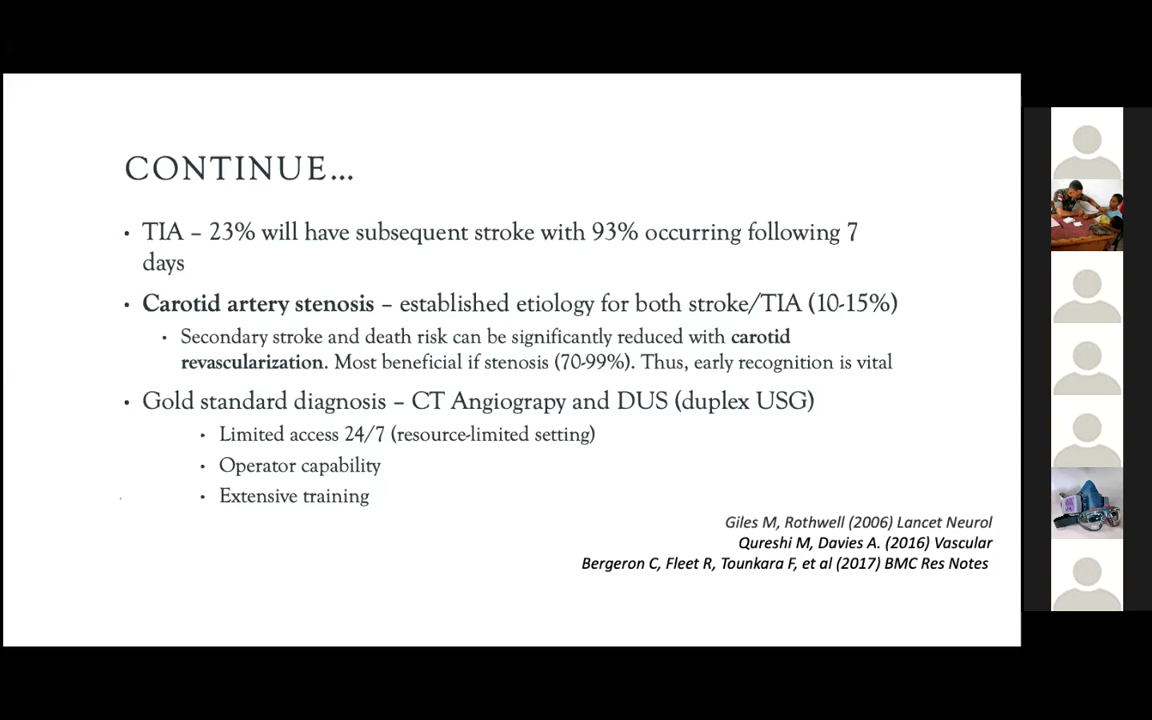 CONTINUE...
• TIA – 23% will have subsequent stroke with 93% occurring following 7
days
• Carotid artery stenosis – established etiology for both stroke/TIA (10-15%)
• Secondary stroke and death risk can be significantly reduced with carotid
revascularization. Most beneficial if stenosis (70-99%). Thus, early recognition is vital
• Gold standard diagnosis – CT Angiograpy and DUS (duplex USG)
• Limited access 24/7 (resource-limited setting)
• Operator capability
• Extensive training
Giles M, Rothwell (2006) Lancet Neurol
Qureshi M, Davies A. (2016) Vascular
Bergeron C, Fleet R, Tounkara F, et al (2017) BMC Res Notes